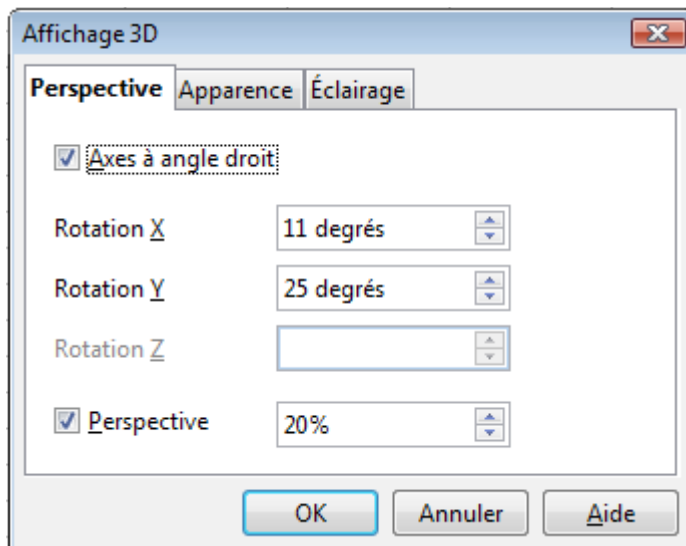 Affichage 3D
Perspective Apparence Éclairage
Axes à angle droit
Rotation X 11 degrés
Rotation Y 25 degrés
Rotation Z
Perspective 20%
OK Annuler Aide